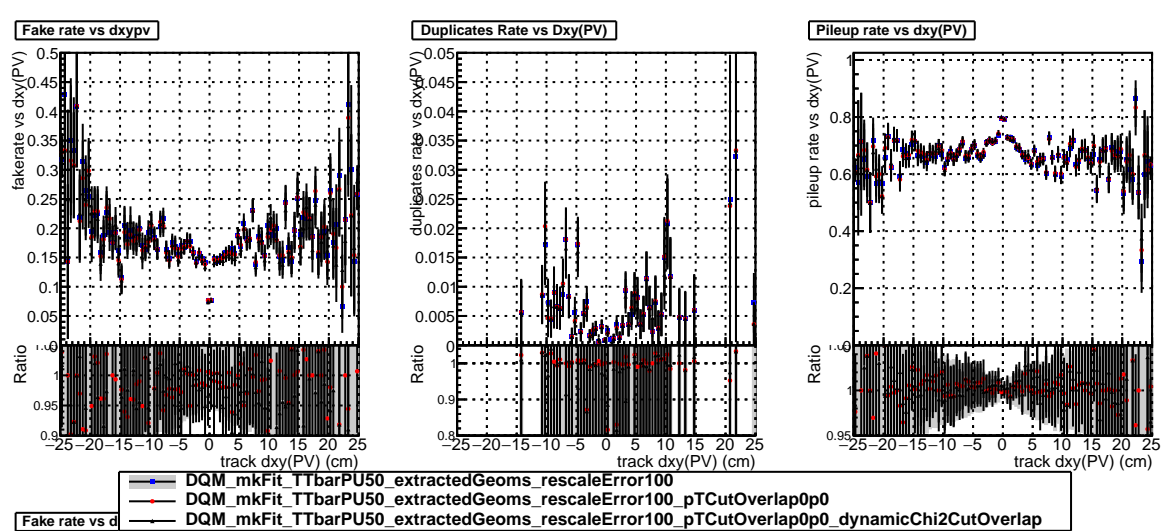 Fake rate vs dxypv
Duplicates Rate vs Dxy(PV)
Pileup rate vs dxy(PV)
fakerate vs dxy(PV)
0.5
0.45
0.4
0.35
0.3
0.25
0.2
0.15
0.1
0.05
duplicates rate vs dxy(PV)
0.05
0.045
0.04
0.035
0.03
0.025
0.02
0.015
0.01
0.005
0
pileup rate vs dxy(PV)
1
0.8
0.6
0.4
0.2
0
Ratio
1
0.95
0.9
Ratio
1
0.9
0.8
Ratio
1
0.95
−25 −20 −15 −10 −5 0 5 10 15 20 25
−25 −20 −15 −10 −5 0 5 10 15 20 25
−25 −20 −15 −10 −5 0 5 10 15 20 25
track dxy(PV) (cm)
track dxy(PV) (cm)
track dxy(PV) (cm)
DQM_mkFit_TTbarPU50_extractedGeoms_rescaleError100
DQM_mkFit_TTbarPU50_extractedGeoms_rescaleError100_pTCutOverlap0p0
DQM_mkFit_TTbarPU50_extractedGeoms_rescaleError100_pTCutOverlap0p0_dynamicChi2CutOverlap
Fake rate vs d